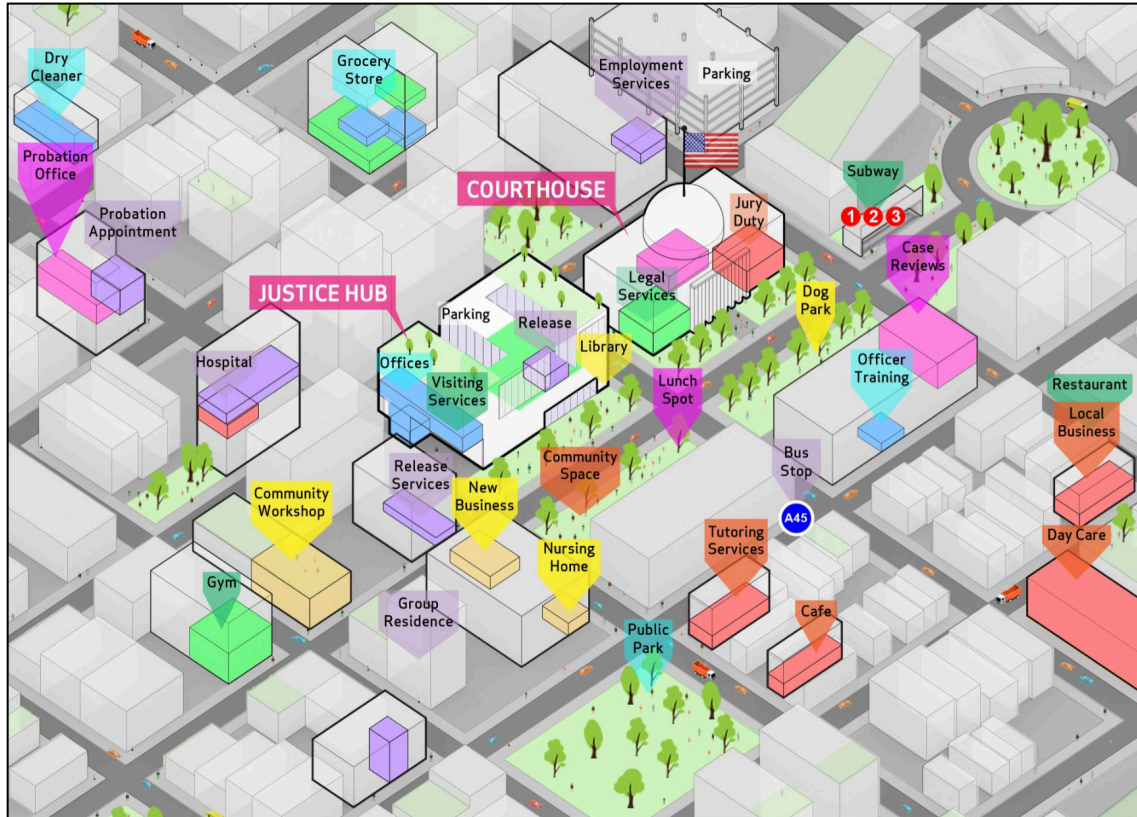 Dry
Cleaner
Grocery
Store
Employment
Services
Parking
Probation
Office
Probation
Appointment
COURTHOUSE
Subway
1 2 3
Jury
Duty
Case
Reviews
JUSTICE HUB
Legal
Services
Dog
Park
Parking
Release
Library
Hospital
Offices
Visiting
Services
Lunch
Spot
Officer
Training
Restaurant
Local
Business
Release
Services
New
Business
Community
Space
Bus
Stop
A45
Community
Workshop
Tutoring
Services
Day Care
Nursing
Home
Gym
Group
Residence
Cafe
Public
Park